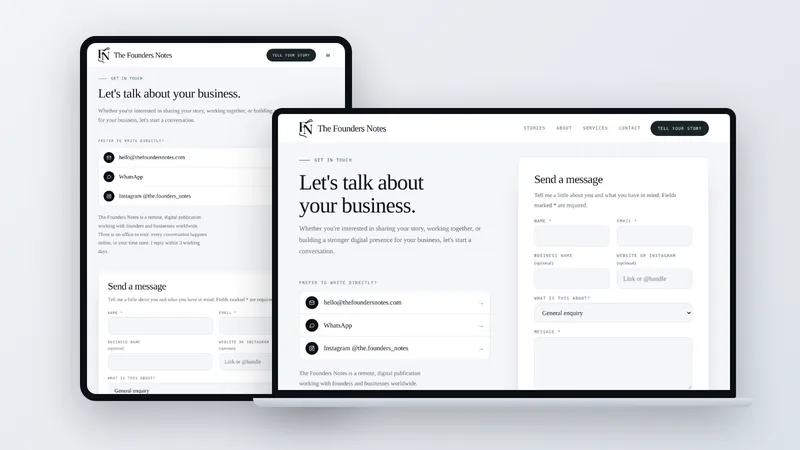 FN The Founders Notes
TELL YOUR STORY
GET IN TOUCH
Let's talk about your business.
Whether you're interested in sharing your story, working together, or building
for your business, let's start a conversation.
PREFER TO WRITE DIRECTLY?
hello@thefoundersnotes.com
WhatsApp
Instagram @the.founders_notes
The Founders Notes is a remote, digital publication
working with founders and businesses worldwide.
There is no office to visit: every conversation happens
online, in your time zone. I reply within 2 working
days.
Send a message
Tell me a little about you and what you have in mind. Fields marked * are require
NAME *
EMAIL *
BUSINESS NAME
(optional)
WEBSITE OR INSTAGRAM
(optional)
Link or @handle
WHAT IS THIS ABOUT?
General enquiry
FN The Founders Notes
STORIES ABOUT SERVICES CONTACT TELL YOUR STORY
GET IN TOUCH
Let's talk about
your business.
Whether you're interested in sharing your story, working together, or
building a stronger digital presence for your business, let's start a
conversation.
PREFER TO WRITE DIRECTLY?
hello@thefoundersnotes.com →
WhatsApp →
Instagram @the.founders_notes →
The Founders Notes is a remote, digital publication
working with founders and businesses worldwide.
Send a message
Tell me a little about you and what you have in mind. Fields
marked * are required.
NAME *
EMAIL *
BUSINESS NAME
(optional)
WEBSITE OR INSTAGRAM
(optional)
Link or @handle
WHAT IS THIS ABOUT?
General enquiry
MESSAGE *